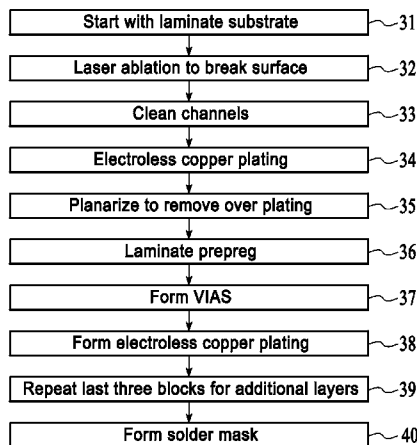 Start with laminate substrate 31
Laser ablation to break surface 32
Clean channels 33
Electroless copper plating 34
Planarize to remove over plating 35
Laminate prepreg 36
Form VIAS 37
Form electroless copper plating 38
Repeat last three blocks for additional layers 39
Form solder mask 40